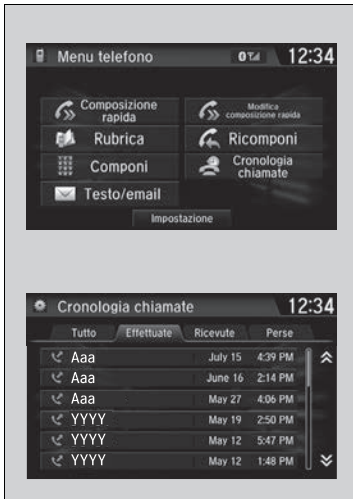 Menu telefono
12:34
Composizione rapida
Modifica composizione rapida
Rubrica
Ricomponi
Componi
Cronologia chiamate
Testo/email
Impostazione
Cronologia chiamate
12:34
Tutto Effettuate Ricevute Perse
Aaa July 15 4:39 PM
Aaa June 16 2:14 PM
Aaa May 27 4:06 PM
YYYY May 19 2:50 PM
YYYY May 12 5:47 PM
YYYY May 12 1:48 PM